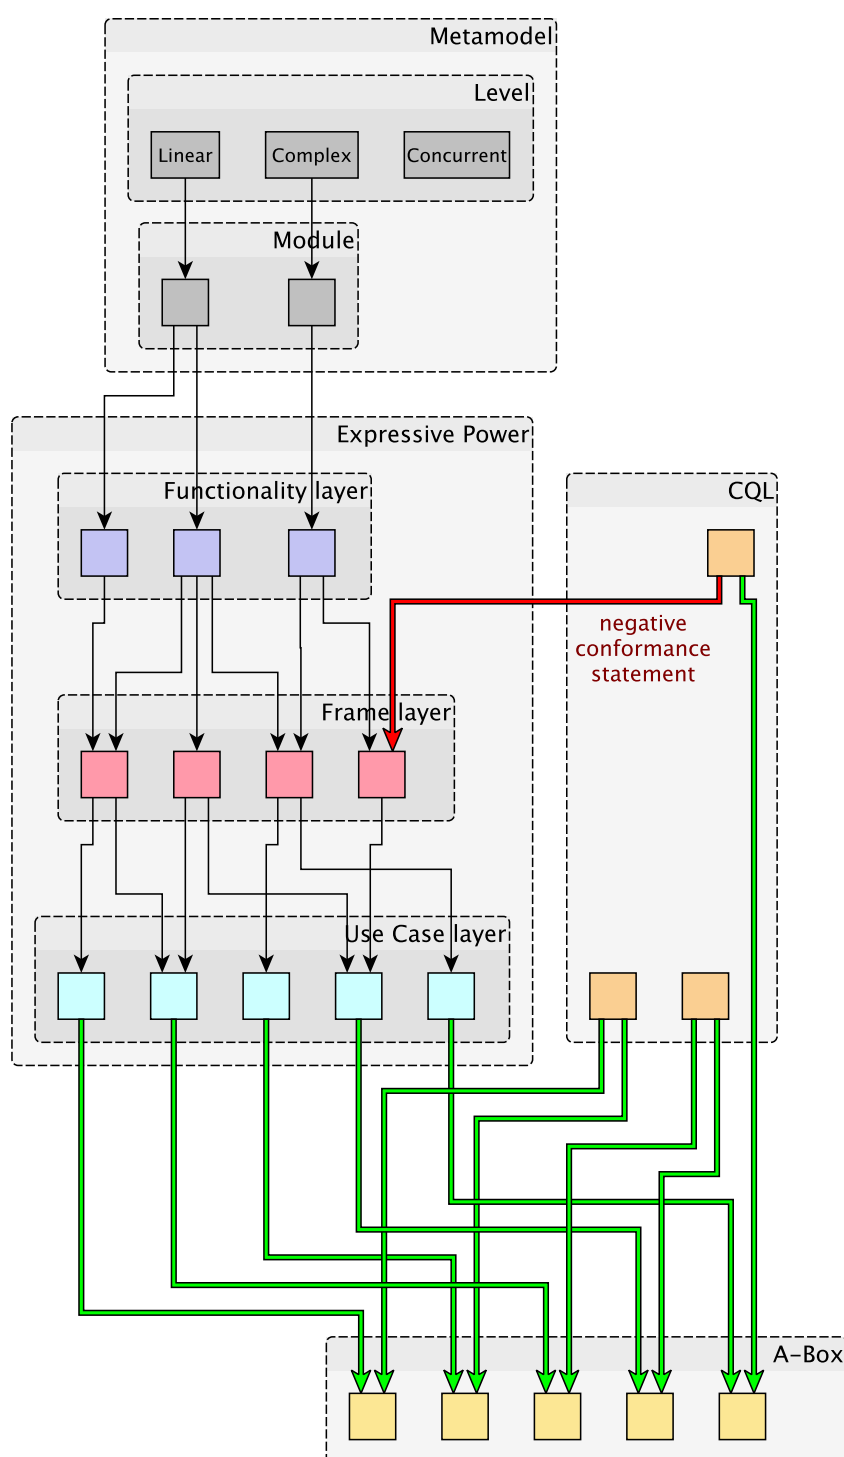 Metamodel
Level
Linear
Complex
Concurrent
Module
Expressive Power
Functionality layer
CQL
negative
conformance
statement
Frame layer
Use Case layer
A-Box